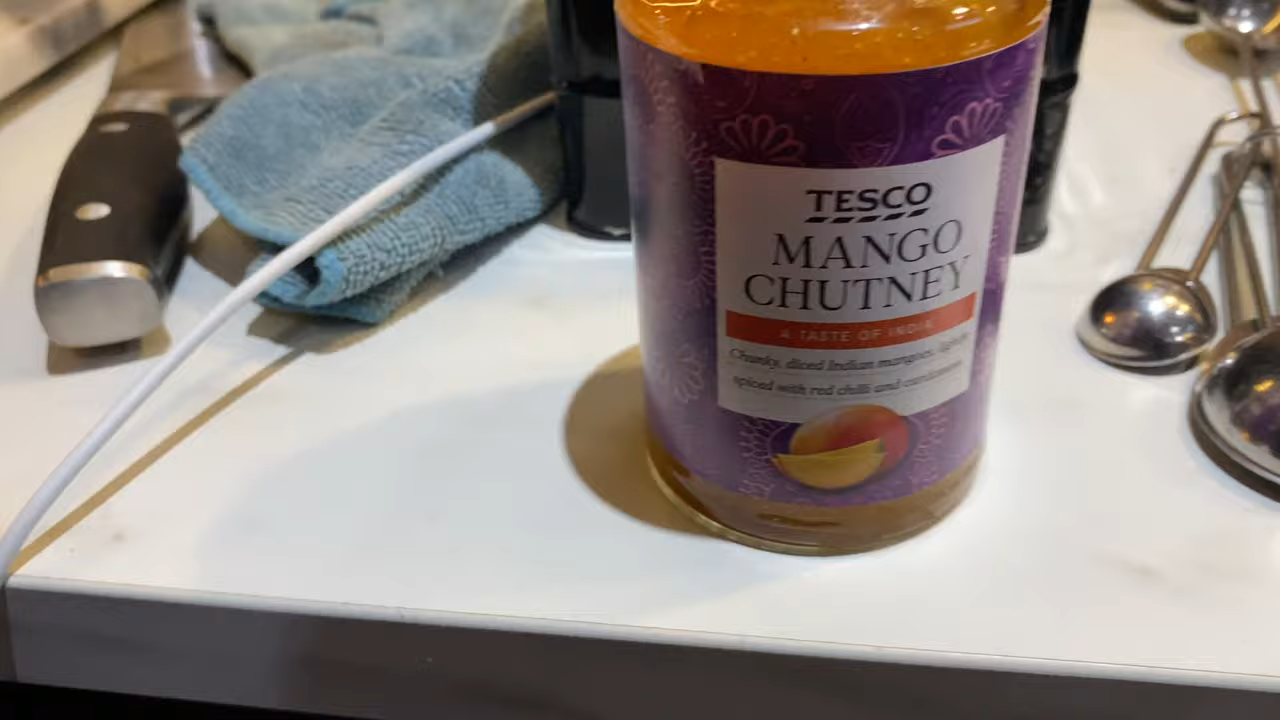 TESCO
MANGO
CHUTNEY
A TASTE OF INDIA
Chunky, diced Indian mangoes, lightly
spiced with red chilli and cardamom